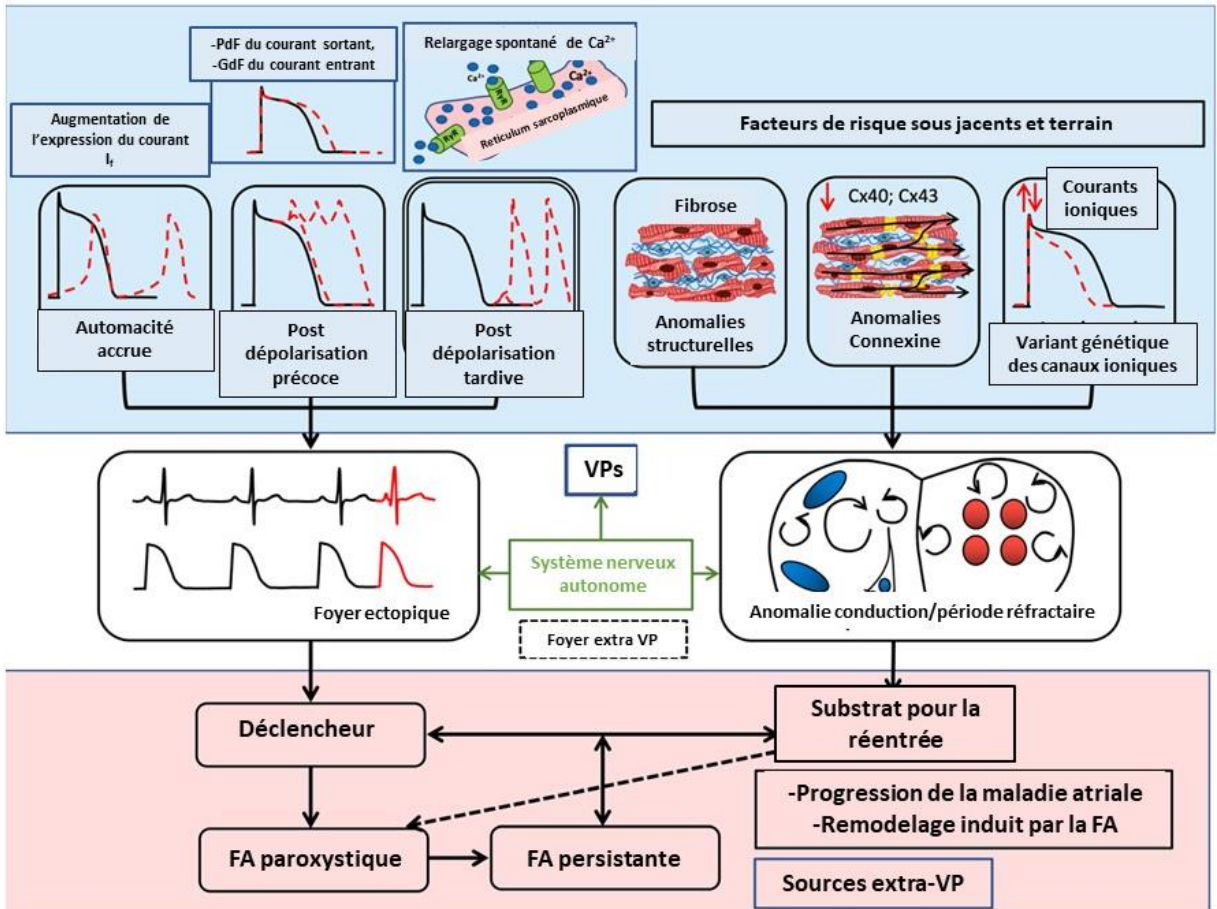 -PdF du courant sortant,
-GdF du courant entrant
Relargage spontané de Ca²⁺
Ca²⁺
RyR
Ca²⁺
RyR
Reticulum sarcoplasmique
Augmentation de
l'expression du courant
If
Facteurs de risque sous jacents et terrain
Automacité
accrue
Post
dépolarisation
précoce
Post
dépolarisation
tardive
Fibrose
Anomalies
structurelles
Cx40; Cx43
Anomalies
Connexine
Courants
ioniques
Variant génétique
des canaux ioniques
Foyer ectopique
VPs
Système nerveux
autonome
Foyer extra VP
Anomalie conduction/période réfractaire
Déclencheur
Substrat pour la
réentrée
-Progression de la maladie atriale
-Remodelage induit par la FA
FA paroxystique
FA persistante
Sources extra-VP